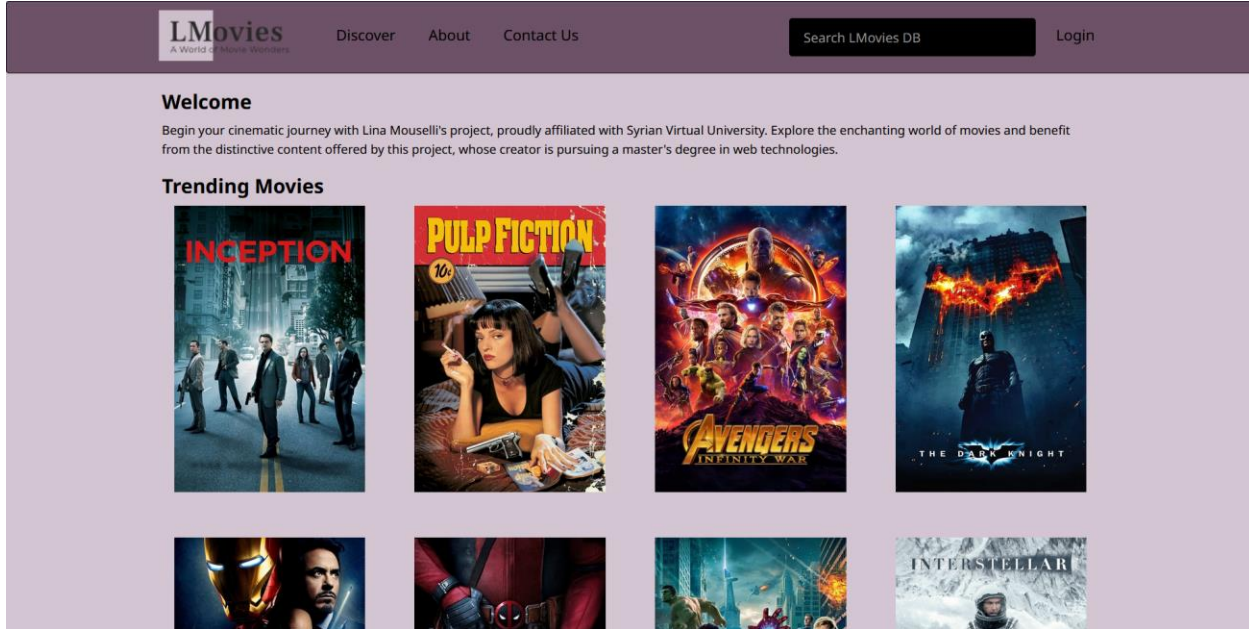 LMovies
A World of Movie Wonders
Discover
About
Contact Us
Search LMovies DB
Login
Welcome
Begin your cinematic journey with Lina Mouselli's project, proudly affiliated with Syrian Virtual University. Explore the enchanting world of movies and benefit
from the distinctive content offered by this project, whose creator is pursuing a master's degree in web technologies.
Trending Movies
INCEPTION
PULP FICTION
10¢
AVENGERS
INFINITY WAR
THE DARK KNIGHT
INTERSTELLAR